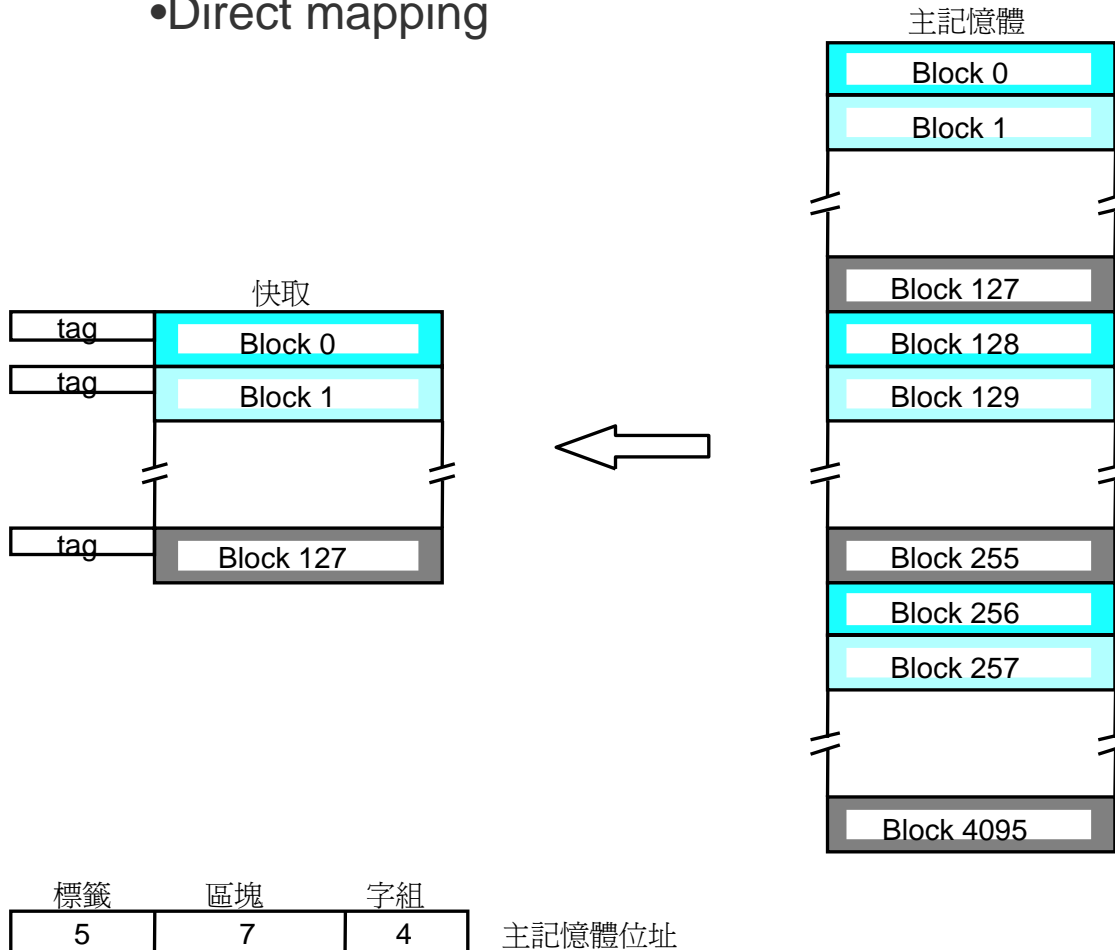 •Direct mapping
主記憶體
Block 0
Block 1
Block 127
Block 128
Block 129
Block 255
Block 256
Block 257
Block 4095
快取
tag Block 0
tag Block 1
tag Block 127
標籤 區塊 字組
5 7 4 主記憶體位址